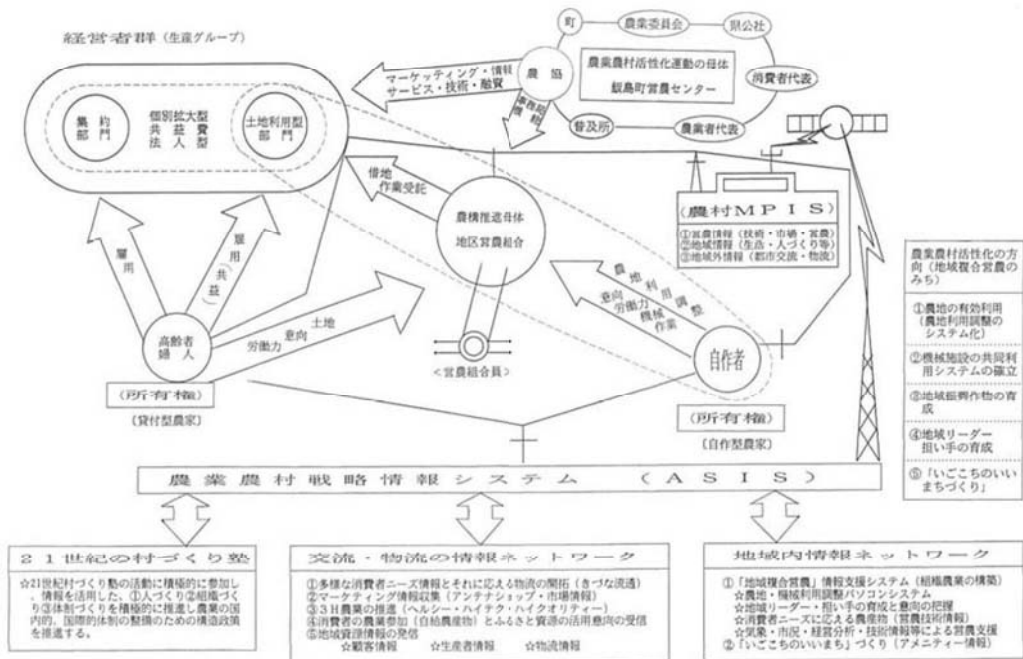 経営者群(生産グループ)
集約
部門
個別拡大型
共益費
法人型
土地利用型
部門
マーケッティング・情報
サービス・技術・融資
町
農業委員会
県公社
農協
農業農村活性化運動の母体
飯島町営農センター
消費者代表
普及所
農業者代表
事務局
機能
借地
作業受託
農構推進母体
地区営農組合
(農村MPIS)
①営農情報(技術・市場・営農)
②地域情報(生活・人づくり等)
③地域外情報(都市交流・物流)
雇用
雇用(共益)
土地
意向
労働力
農地利用調整
意向
労働力
機械
作業
高齢者
婦人
(所有権)
〔貸付型農家〕
<営農組合員>
自作者
(所有権)
〔自作型農家〕
農業農村活性化の方
向(地域複合営農の
みち)
①農地の有効利用
(農地利用調整の
システム化)
②機械施設の共同利
用システムの確立
③地域振興作物の育
成
④地域リーダー
担い手の育成
⑤「いごこちのいい
まちづくり」
農業農村戦略情報システム (ASIS)
21世紀の村づくり塾
☆21世紀村づくり塾の活動に積極的に参加し
、情報を活用した、①人づくり②組織づく
り③体制づくりを積極的に推進し農業の国
内的、国際的体制の整備のための構造政策
を推進する。
交流・物流の情報ネットワーク
①多様な消費者ニーズ情報とそれに応える物流の開拓(きづな流通)
②マーケティング情報収集(アンテナショップ・市場情報)
③3H農業の推進(ヘルシー・ハイテク・ハイクオリティー)
④消費者の農業参加(自給農産物)とふるさと資源の活用意向の受信
⑤地域資源情報の発信
☆顧客情報 ☆生産者情報 ☆物流情報
地域内情報ネットワーク
①「地域複合営農」情報支援システム(組織農業の構築)
☆農地・機械利用調整パソコンシステム
☆地域リーダー・担い手の育成と意向の把握
☆消費者ニーズに応える農産物(営農技術情報)
☆気象・市況・経営分析・技術情報等による営農支援
②「いごこちのいいまち」づくり(アメニティー情報)